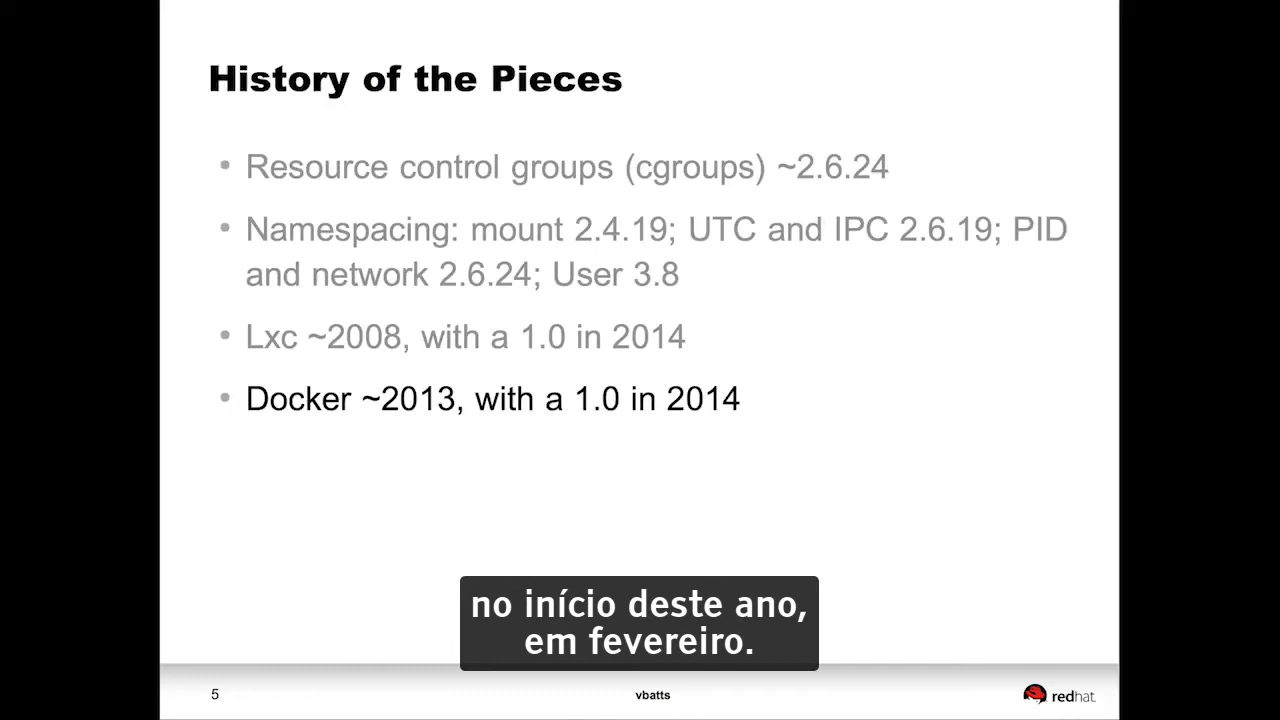 History of the Pieces
• Resource control groups (cgroups) ~2.6.24
• Namespacing: mount 2.4.19; UTC and IPC 2.6.19; PID
and network 2.6.24; User 3.8
• Lxc ~2008, with a 1.0 in 2014
• Docker ~2013, with a 1.0 in 2014
no início deste ano,
em fevereiro.
5
vbatts
redhat.